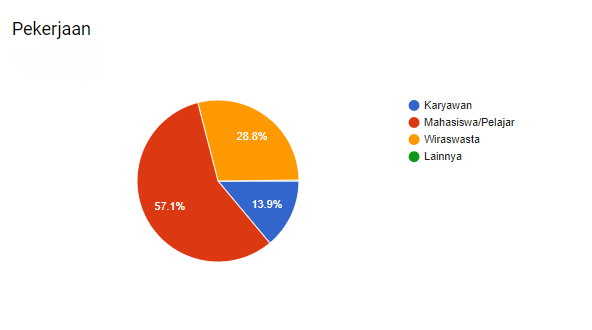 Pekerjaan
Karyawan
Mahasiswa/Pelajar
Wiraswasta
Lainnya
28.8%
13.9%
57.1%